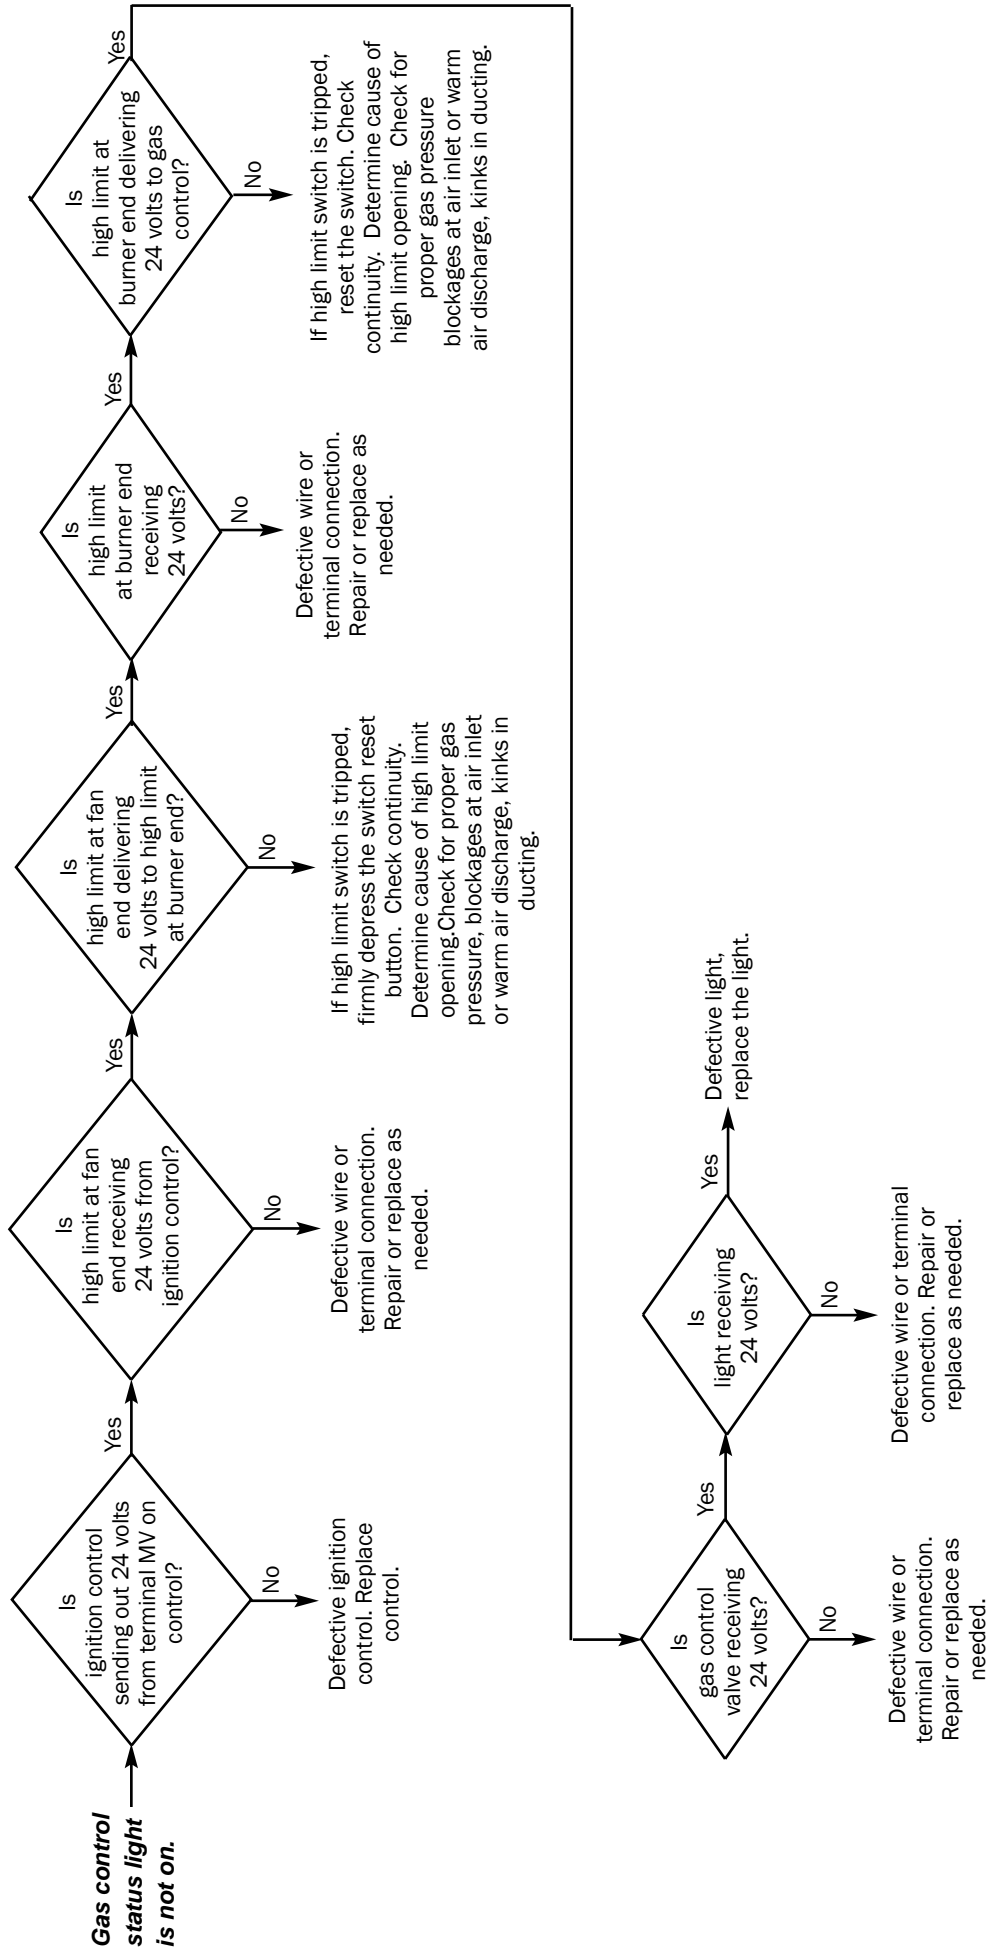 Gas control
status light
is not on.
Is
ignition control
sending out 24 volts
from terminal MV on
control?
Yes
No
Defective ignition
control. Replace
control.
Is
high limit at fan
end receiving
24 volts from
ignition control?
Yes
No
Defective wire or
terminal connection.
Repair or replace as
needed.
Is
high limit at fan
end delivering
24 volts to high limit
at burner end?
Yes
No
If high limit switch is tripped,
firmly depress the switch reset
button. Check continuity.
Determine cause of high limit
opening.Check for proper gas
pressure, blockages at air inlet
or warm air discharge, kinks in
ducting.
Is
high limit
at burner end
receiving
24 volts?
Yes
No
Defective wire or
terminal connection.
Repair or replace as
needed.
Is
high limit at
burner end delivering
24 volts to gas
control?
Yes
No
If high limit switch is tripped,
reset the switch. Check
continuity. Determine cause of
high limit opening. Check for
proper gas pressure
blockages at air inlet or warm
air discharge, kinks in ducting.
Is
gas control
valve receiving
24 volts?
Yes
No
Defective wire or
terminal connection.
Repair or replace as
needed.
Is
light receiving
24 volts?
Yes
Defective light,
replace the light.
No
Defective wire or terminal
connection. Repair or
replace as needed.